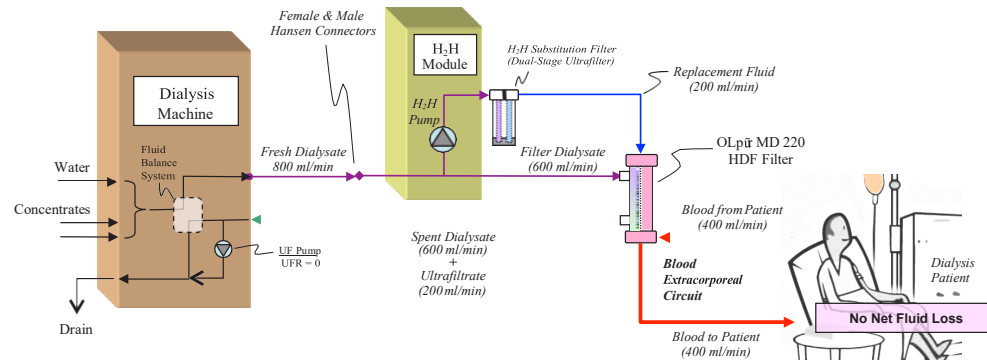 Female & Male
Hansen Connectors
H₂H
Module
H₂H Substitution Filter
(Dual-Stage Ultrafilter)
Replacement Fluid
(200 ml/min)
Dialysis
Machine
H₂H
Pump
OLpūr MD 220
HDF Filter
Fluid
Balance
System
Fresh Dialysate
800 ml/min
Filter Dialysate
(600 ml/min)
Water
Concentrates
Blood from Patient
(400 ml/min)
Spent Dialysate
(600 ml/min)
+
Ultrafiltrate
(200 ml/min)
UF Pump
UFR = 0
Blood
Extracorporeal
Circuit
Dialysis
Patient
No Net Fluid Loss
Drain
Blood to Patient
(400 ml/min)